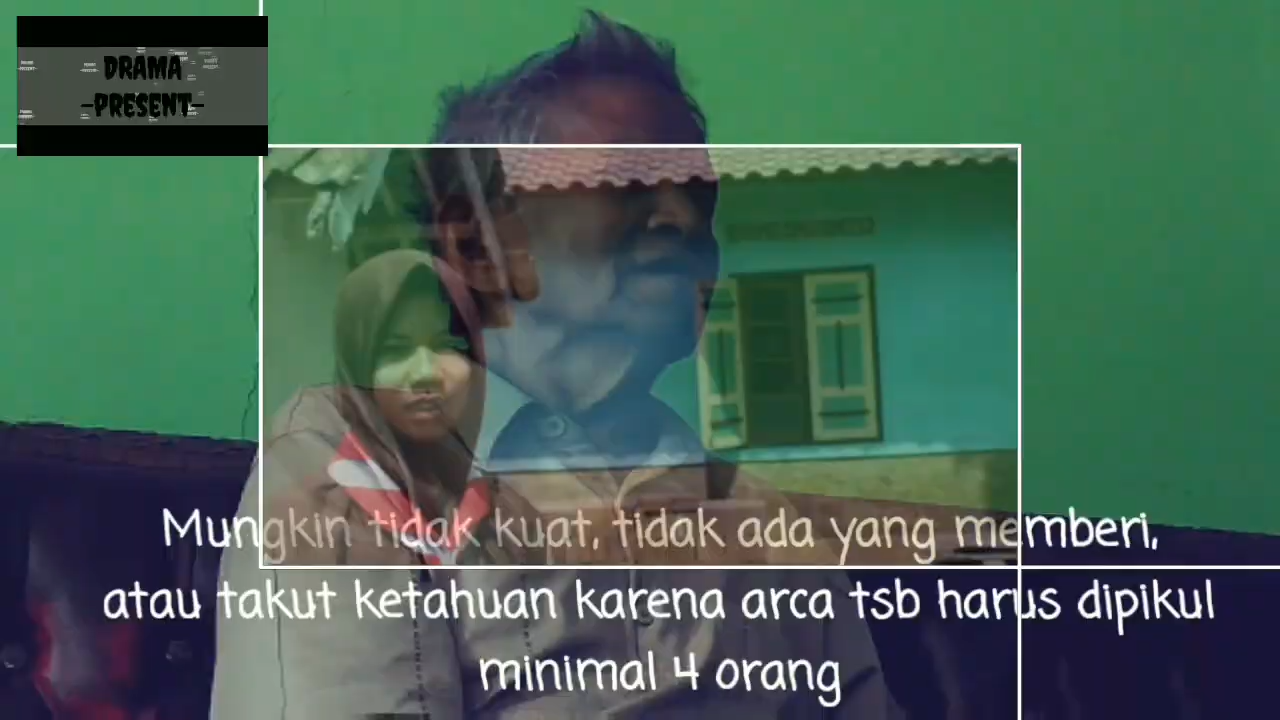 DRAMA
-PRESENT-
Mungkin tidak kuat, tidak ada yang memberi,
atau takut ketahuan karena arca tsb harus dipikul
minimal 4 orang